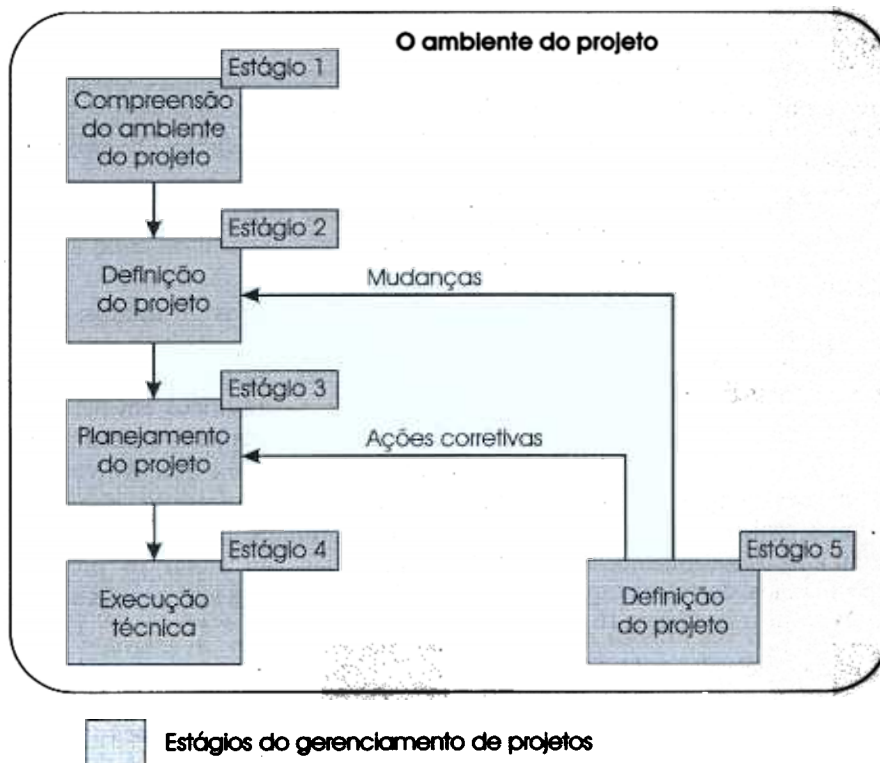 O ambiente do projeto
Estágio 1
Compreensão
do ambiente
do projeto
Estágio 2
Definição
do projeto
Mudanças
Estágio 3
Planejamento
do projeto
Ações corretivas
Estágio 4
Execução
técnica
Estágio 5
Definição
do projeto
Estágios do gerenciamento de projetos